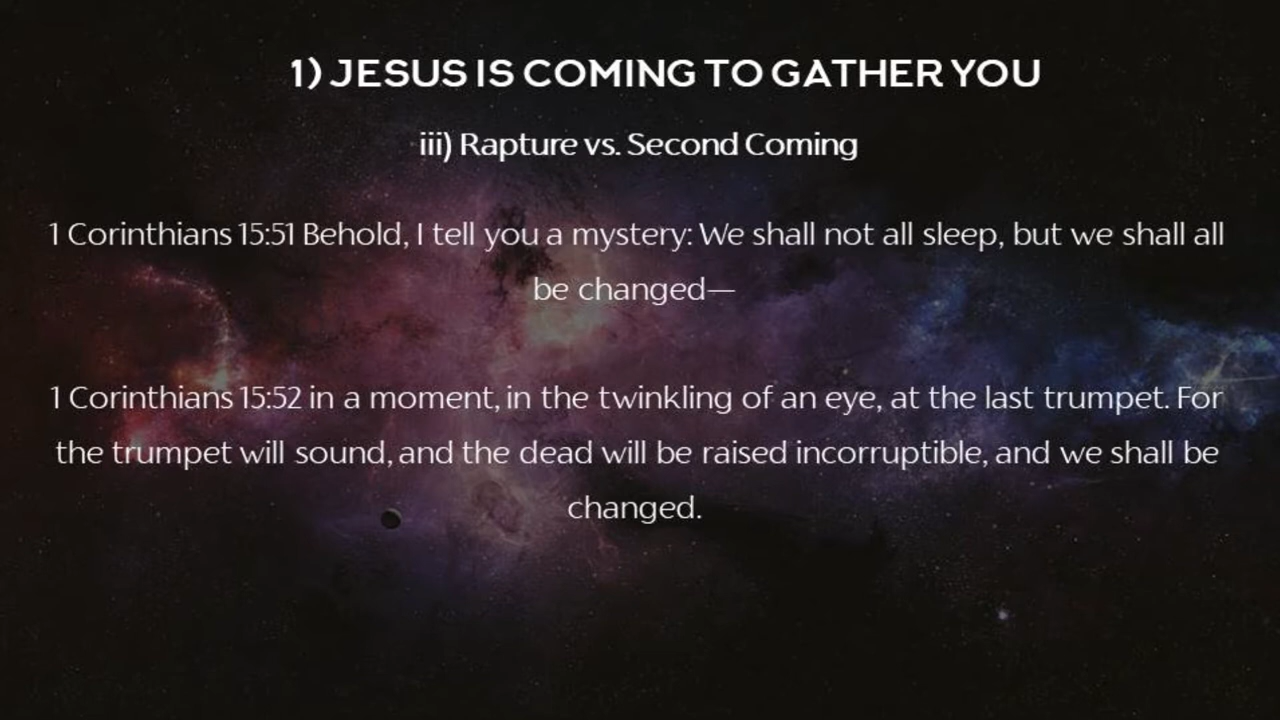 1) JESUS IS COMING TO GATHER YOU
iii) Rapture vs. Second Coming
1 Corinthians 15:51 Behold, I tell you a mystery: We shall not all sleep, but we shall all
be changed—
1 Corinthians 15:52 in a moment, in the twinkling of an eye, at the last trumpet. For
the trumpet will sound, and the dead will be raised incorruptible, and we shall be
changed.